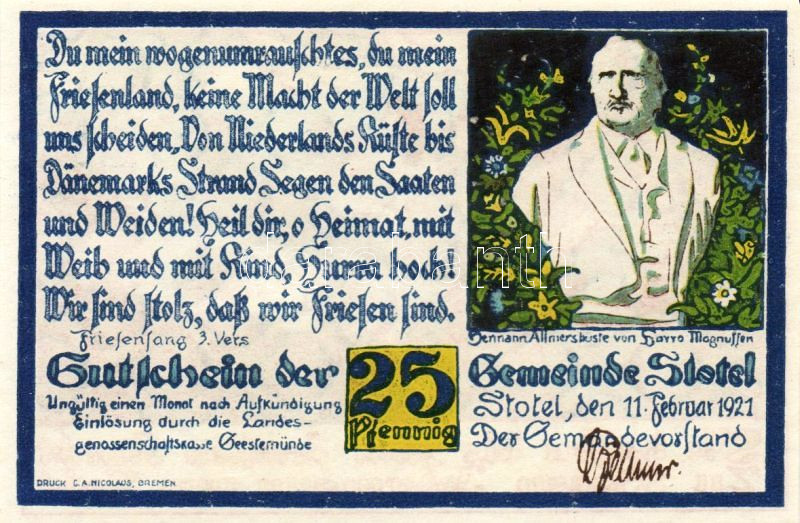 Du mein wogenumrauschtes, du mein
Friesenland, keine Macht der Welt soll
uns scheiden, Von Niederlands Küste bis
Dänemarks Strand Segen den Saaten
und Weiden! Heil dir, o Heimat, mit
Weib und mit Kind, Hurra hoch!
Wir sind stolz, daß wir Friesen sind.
Friesensang 3. Vers
Hermann Allmersbüste von Harro Magnussen
Gutschein der
25
Pfennig
Gemeinde Stotel
Ungültig einen Monat nach Aufkündigung
Einlösung durch die Landes-
genossenschaftskasse Geestemünde
Stotel, den 11. Februar 1921
Der Gemeindevorstand
DRUCK C.A. NICOLAUS, BREMEN.